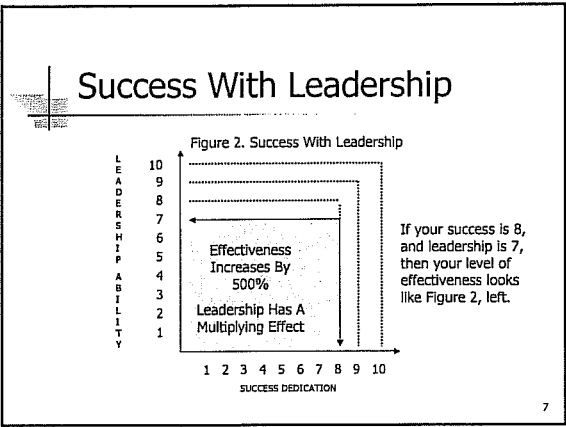 Success With Leadership
Figure 2. Success With Leadership
LEADERSHIP ABILITY
10
9
8
7
6
5
4
3
2
1
Effectiveness
Increases By
500%
Leadership Has A
Multiplying Effect
1 2 3 4 5 6 7 8 9 10
SUCCESS DEDICATION
If your success is 8,
and leadership is 7,
then your level of
effectiveness looks
like Figure 2, left.
7